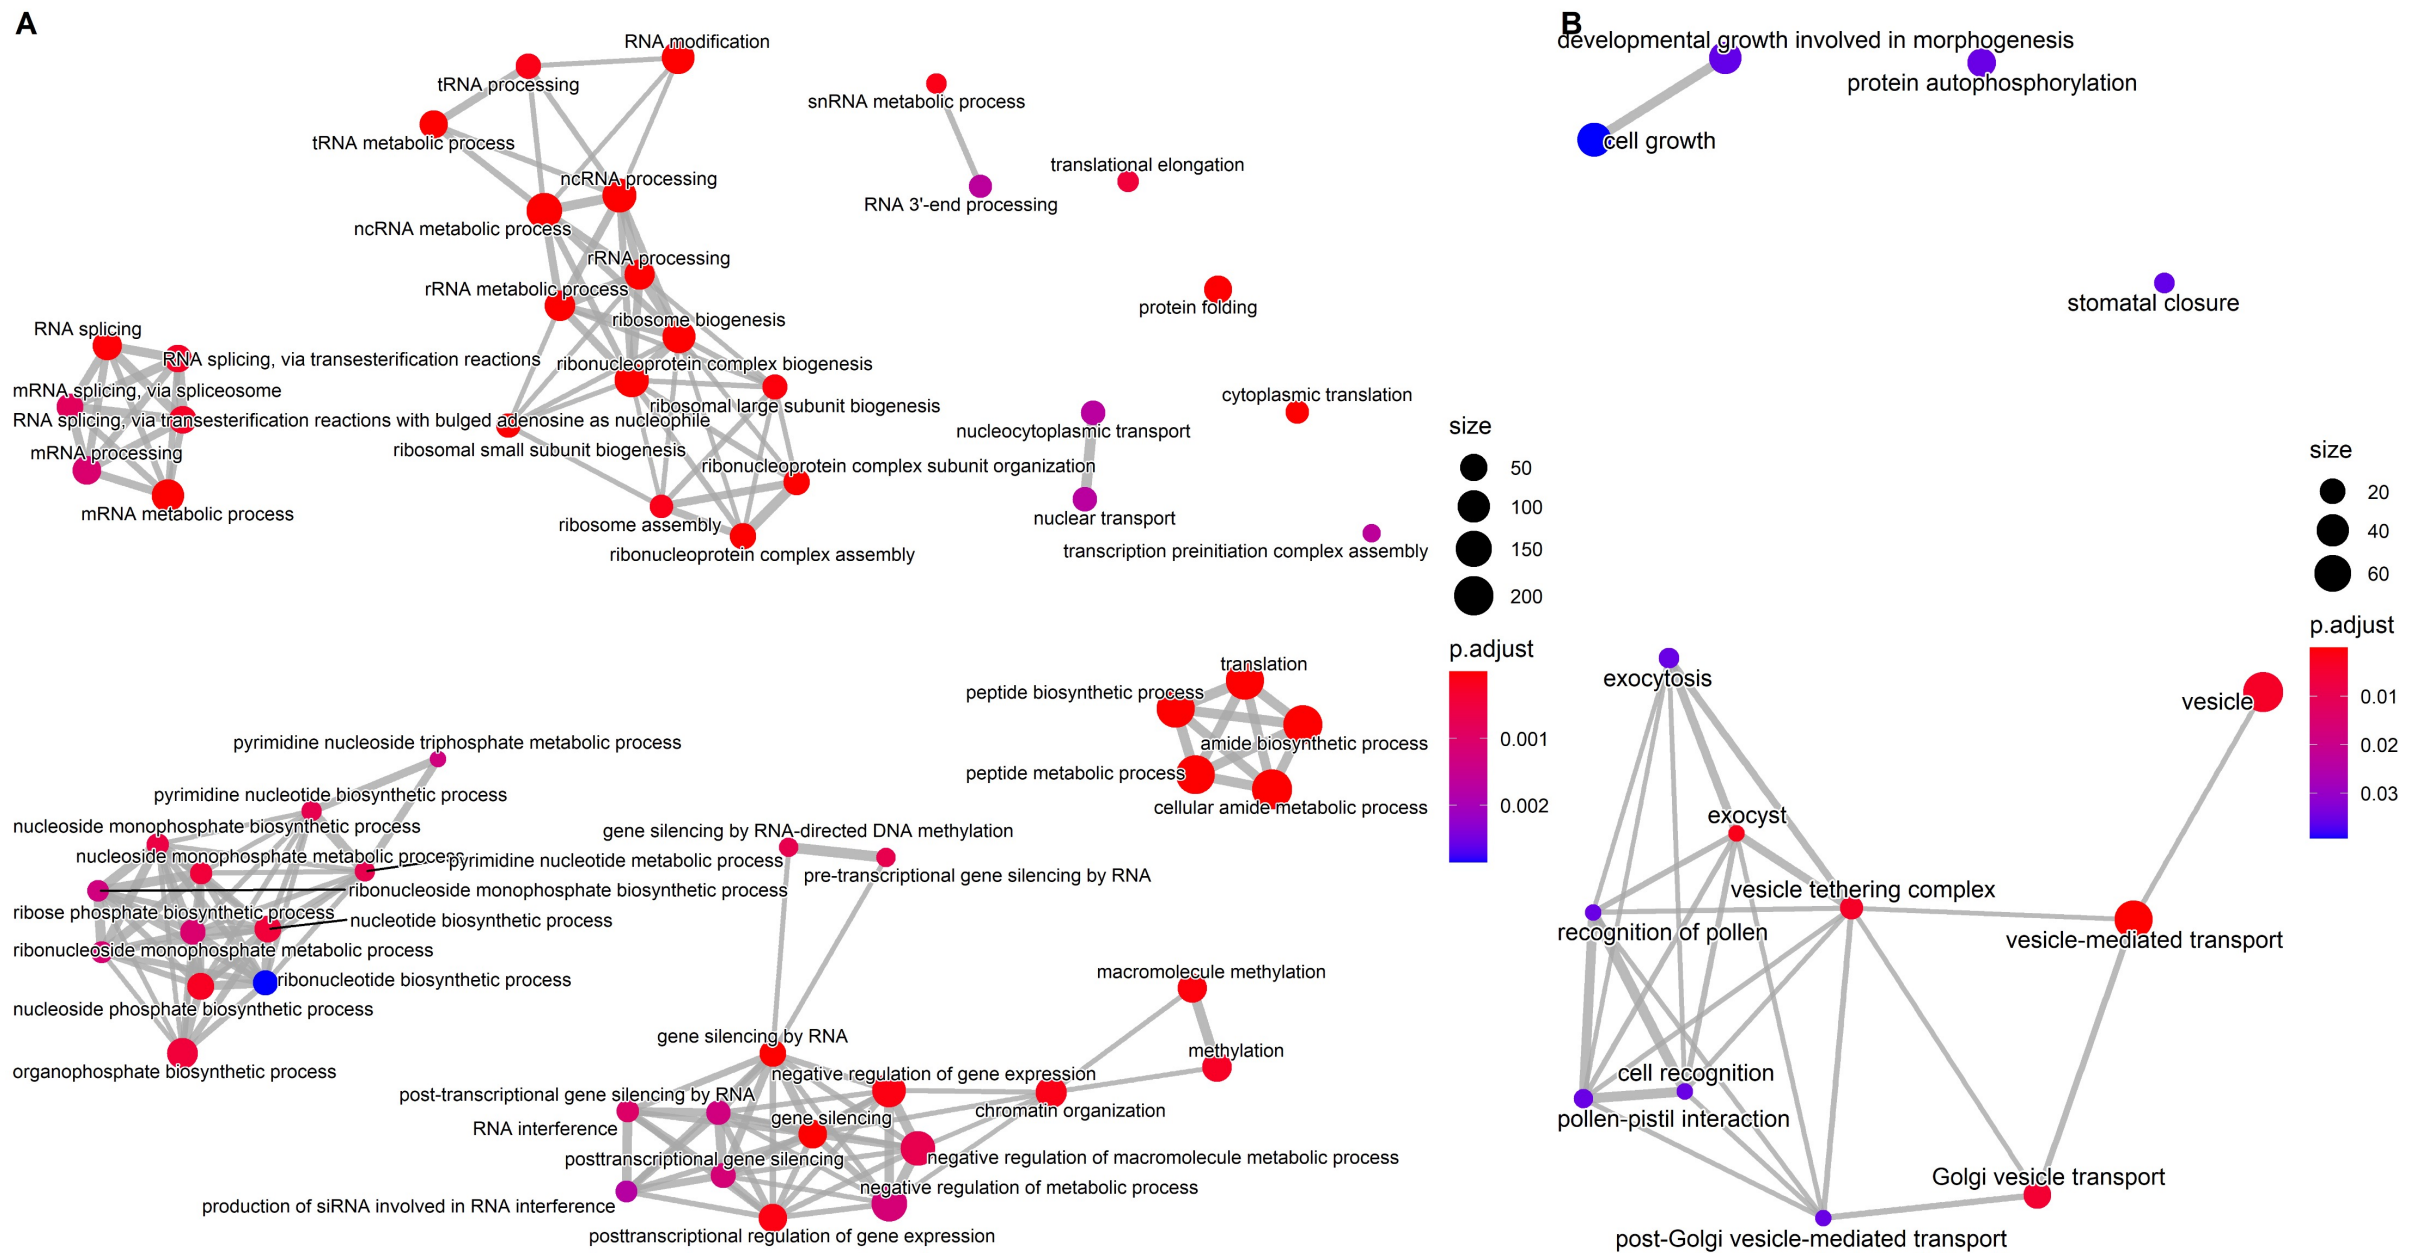 A
RNA modification
tRNA processing
tRNA metabolic process
snRNA metabolic process
translational elongation
ncRNA processing
RNA 3'-end processing
ncRNA metabolic process
rRNA processing
rRNA metabolic process
protein folding
ribosome biogenesis
RNA splicing
RNA splicing, via transesterification reactions
ribonucleoprotein complex biogenesis
mRNA splicing, via spliceosome
cytoplasmic translation
ribosomal large subunit biogenesis
RNA splicing, via transesterification reactions with bulged adenosine as nucleophile
nucleocytoplasmic transport
mRNA processing
ribosomal small subunit biogenesis
ribonucleoprotein complex subunit organization
mRNA metabolic process
nuclear transport
ribosome assembly
ribonucleoprotein complex assembly
transcription preinitiation complex assembly
translation
peptide biosynthetic process
amide biosynthetic process
peptide metabolic process
cellular amide metabolic process
pyrimidine nucleoside triphosphate metabolic process
pyrimidine nucleotide biosynthetic process
nucleoside monophosphate biosynthetic process
gene silencing by RNA-directed DNA methylation
nucleoside monophosphate metabolic process
pyrimidine nucleotide metabolic process
pre-transcriptional gene silencing by RNA
ribonucleoside monophosphate biosynthetic process
ribose phosphate biosynthetic process
nucleotide biosynthetic process
ribonucleoside monophosphate metabolic process
ribonucleotide biosynthetic process
nucleoside phosphate biosynthetic process
organophosphate biosynthetic process
macromolecule methylation
gene silencing by RNA
methylation
negative regulation of gene expression
post-transcriptional gene silencing by RNA
chromatin organization
gene silencing
RNA interference
posttranscriptional gene silencing
negative regulation of macromolecule metabolic process
negative regulation of metabolic process
production of siRNA involved in RNA interference
posttranscriptional regulation of gene expression
size
50
100
150
200
p.adjust
0.001
0.002
B
developmental growth involved in morphogenesis
protein autophosphorylation
cell growth
stomatal closure
exocytosis
vesicle
exocyst
vesicle tethering complex
recognition of pollen
vesicle-mediated transport
cell recognition
pollen-pistil interaction
Golgi vesicle transport
post-Golgi vesicle-mediated transport
size
20
40
60
p.adjust
0.01
0.02
0.03